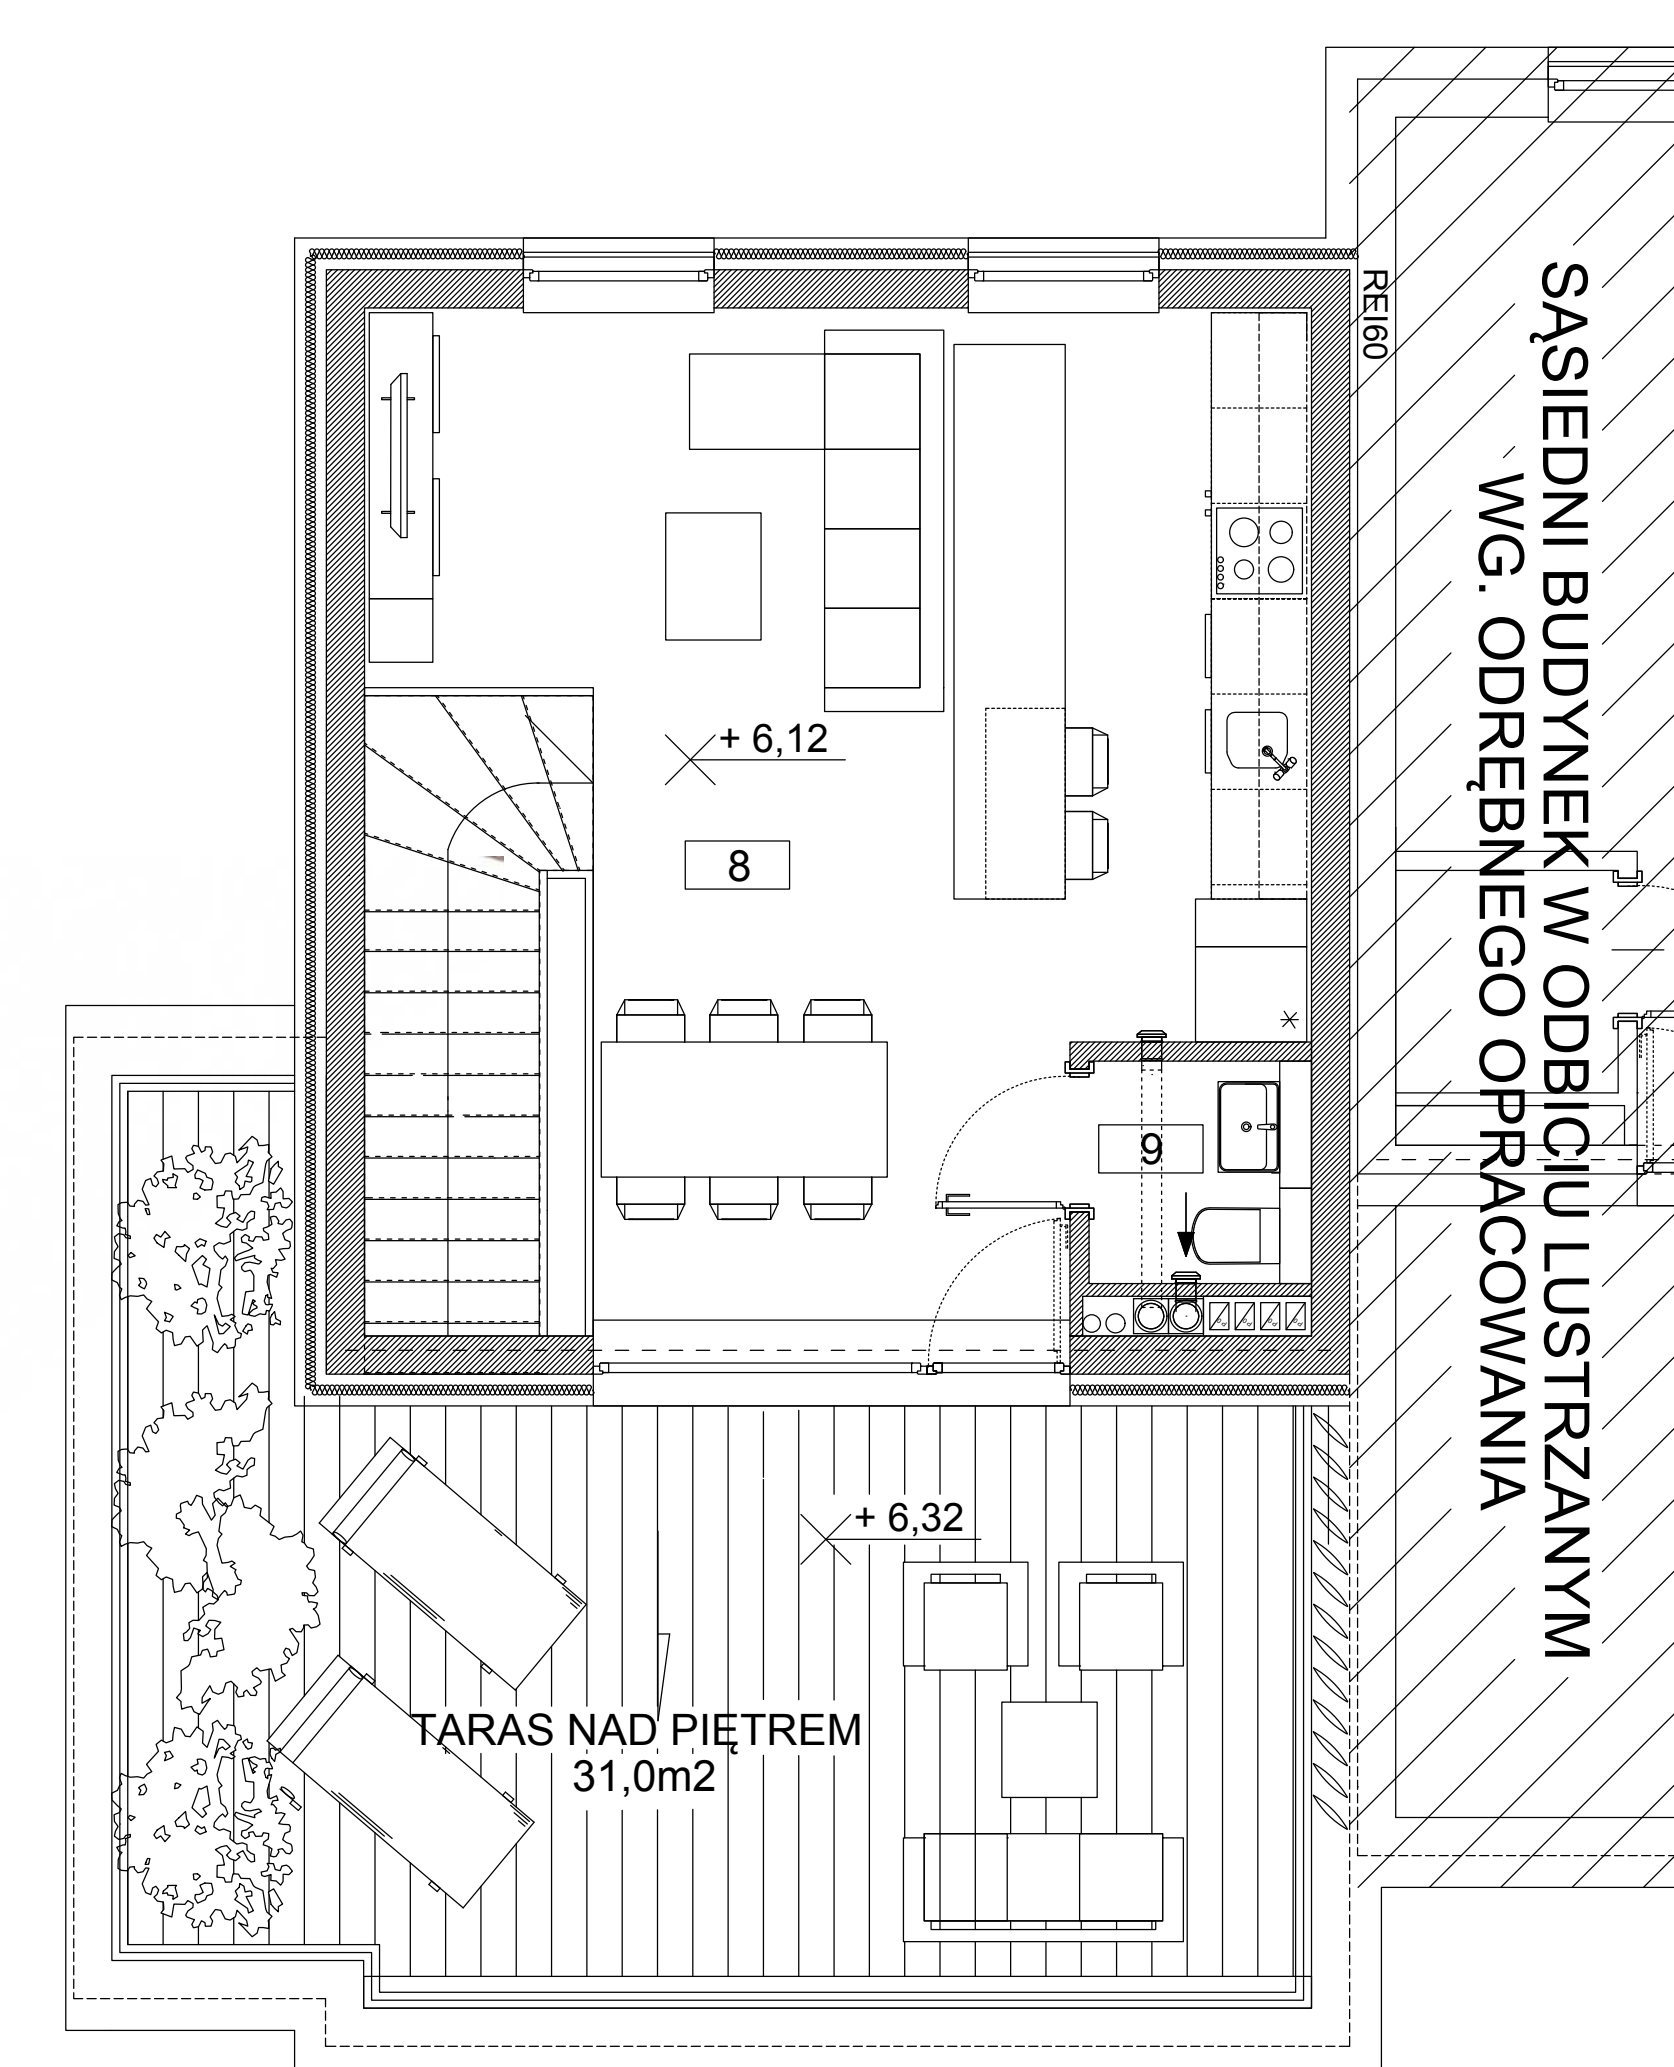 REI60
SĄSIEDNI BUDYNEK W ODBICIU LUSTRZANYM
WG. ODRĘBNEGO OPRACOWANIA
+ 6,12
8
9
+ 6,32
TARAS NAD PIĘTREM
31,0m2